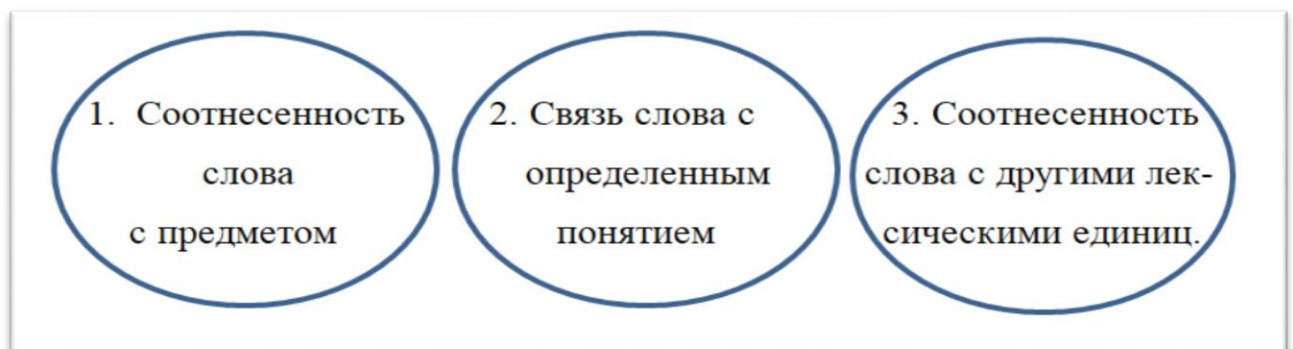 1. Соотнесенность
слова
с предметом
2. Связь слова с
определенным
понятием
3. Соотнесенность
слова с другими лек-
сическими единиц.